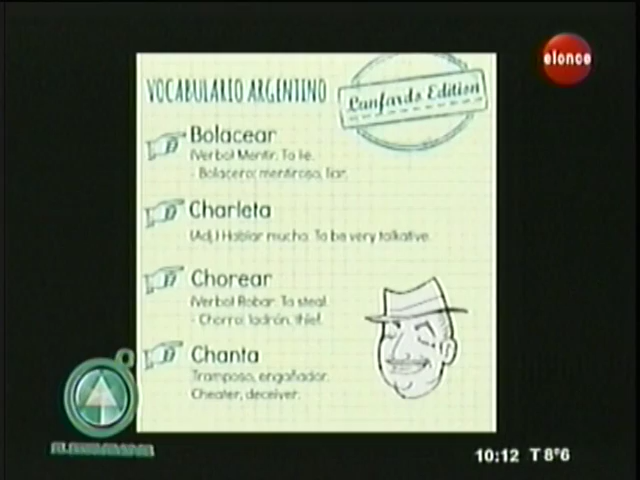 elonce
VOCABULARIO ARGENTINO
Lunfardo Edition
Bolacear
(Verbo) Mentir. To lie.
- Bolacero: mentiroso, liar.
Charleta
(Adj.) Hablar mucho. To be very talkative.
Chorear
(Verbo) Robar. To steal.
- Chorro: ladrón, thief.
Chanta
Tramposo, engañador.
Cheater, deceiver.
10:12 T 8°6